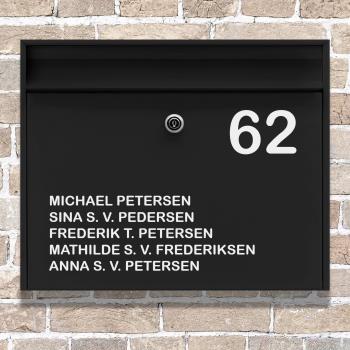 62
MICHAEL PETERSEN
SINA S. V. PEDERSEN
FREDERIK T. PETERSEN
MATHILDE S. V. FREDERIKSEN
ANNA S. V. PETERSEN